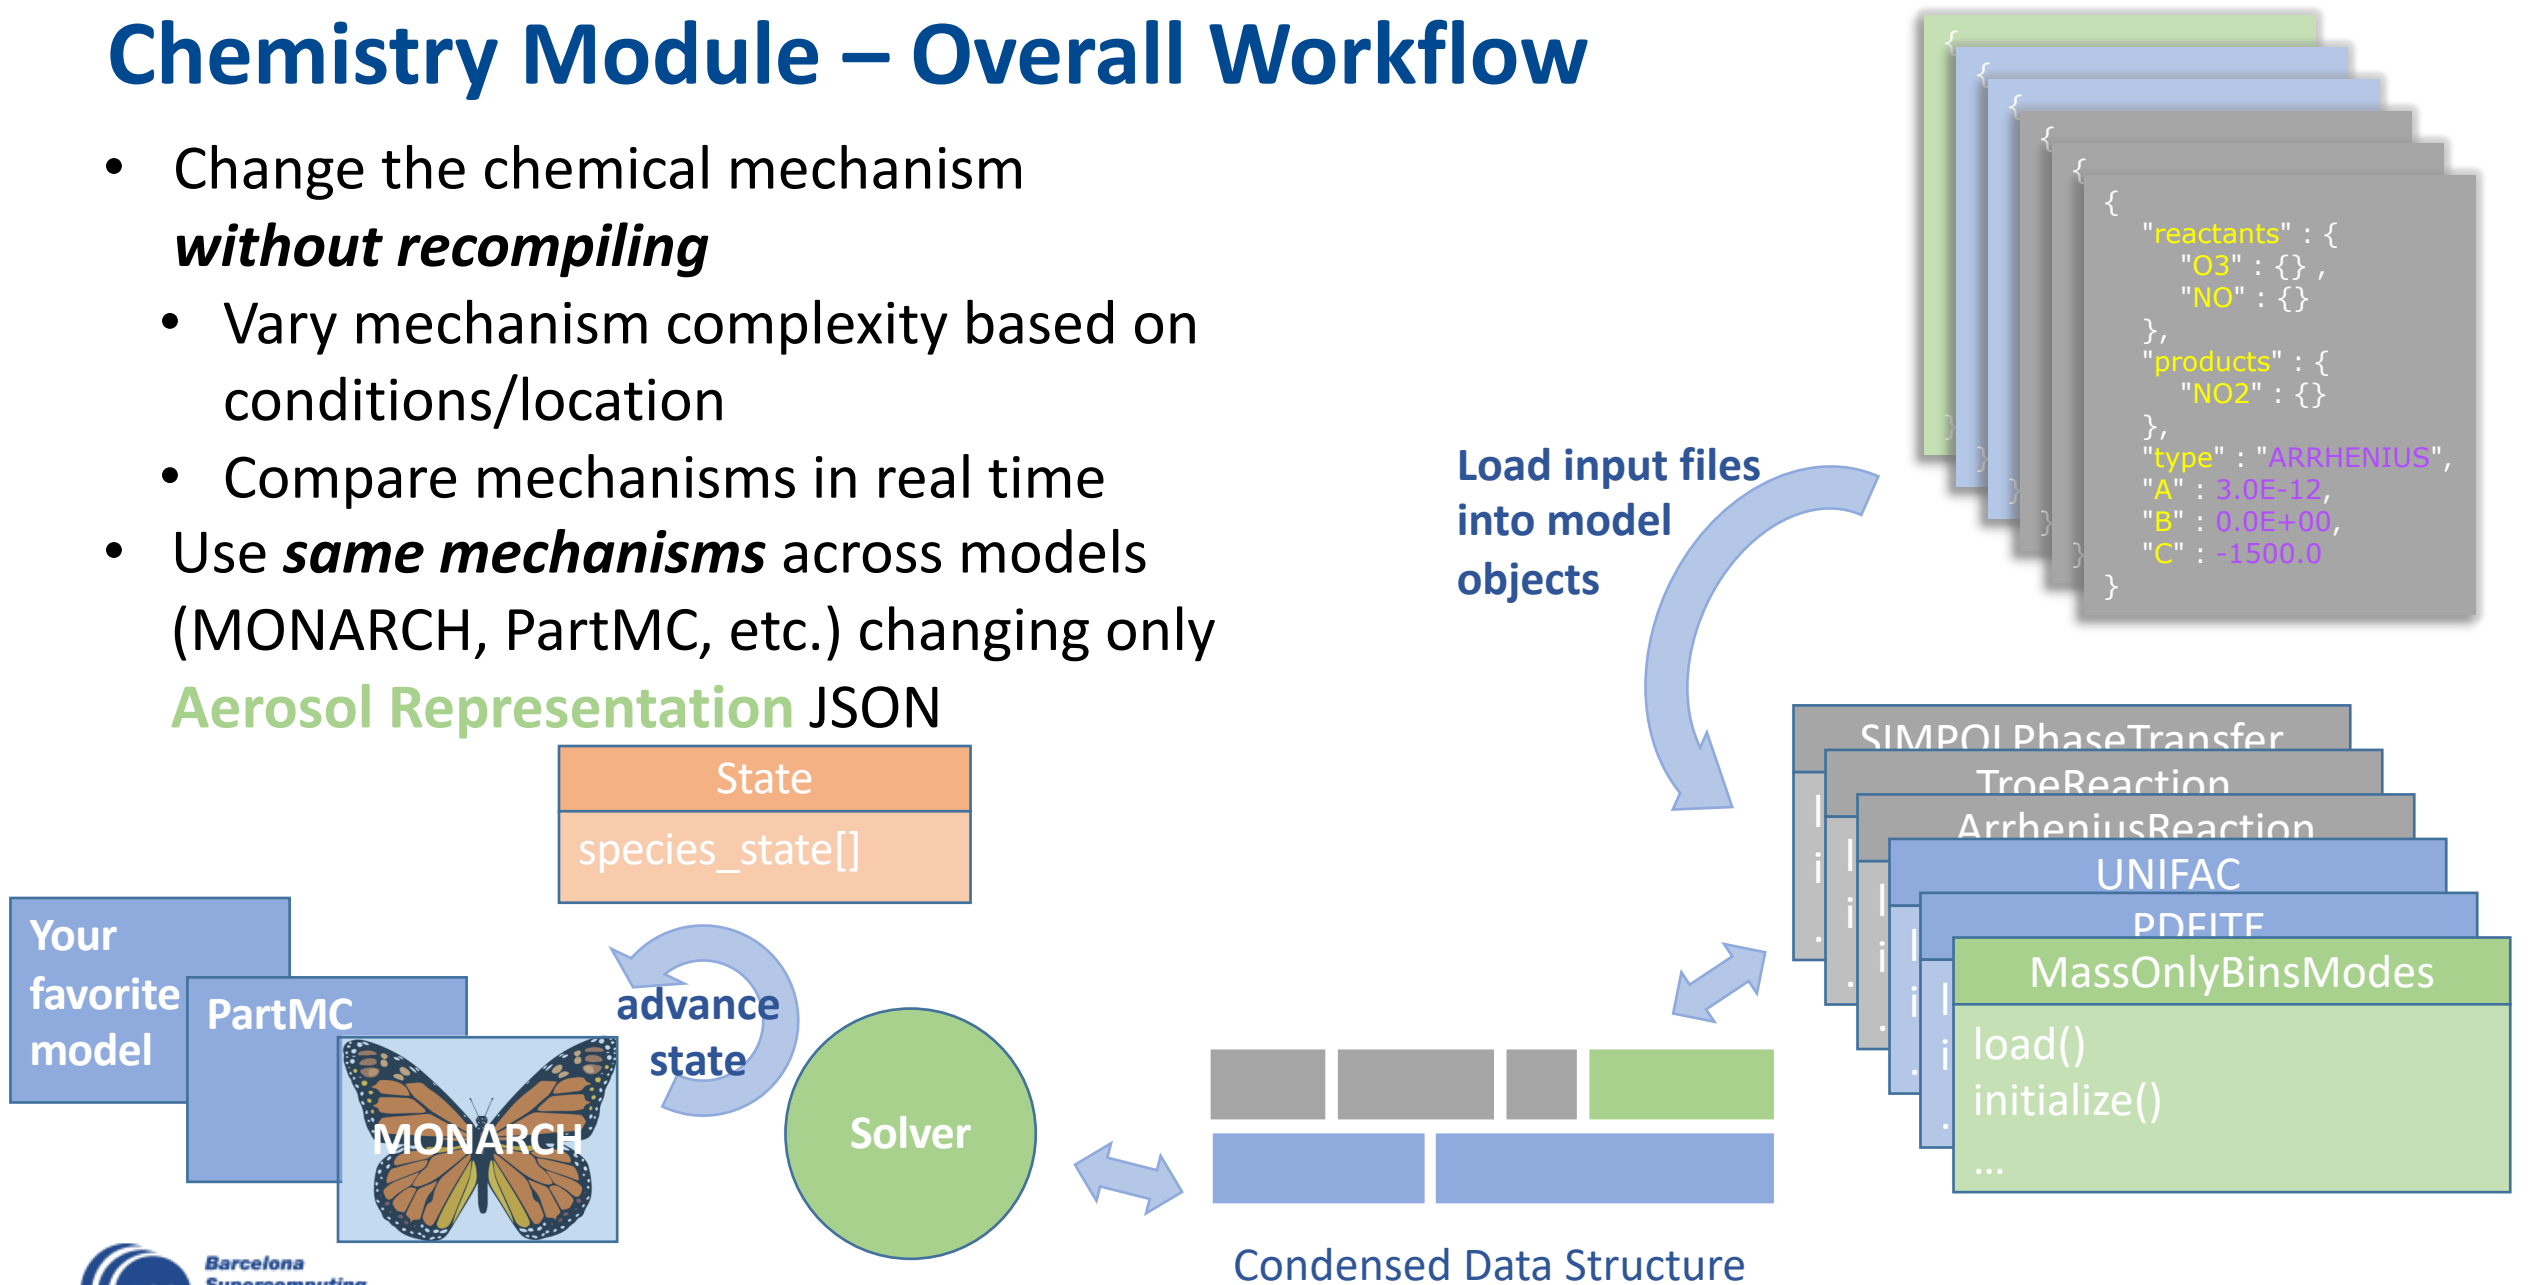 Chemistry Module – Overall Workflow
• Change the chemical mechanism
without recompiling
• Vary mechanism complexity based on
conditions/location
• Compare mechanisms in real time
• Use same mechanisms across models
(MONARCH, PartMC, etc.) changing only
Aerosol Representation JSON
{
{
{
{
{
{
"reactants" : {
"O3" : {} ,
"NO" : {}
},
"products" : {
"NO2" : {}
},
"type" : "ARRHENIUS",
"A" : 3.0E-12,
"B" : 0.0E+00,
"C" : -1500.0
}
}
}
}
}
}
Load input files
into model
objects
State
species_state[]
Your
favorite
model
PartMC
MONARCH
advance
state
Solver
Condensed Data Structure
SIMPOLPhaseTransfer
TroeReaction
ArrheniusReaction
UNIFAC
PDFITE
MassOnlyBinsModes
load()
initialize()
...
Barcelona
Supercomputing